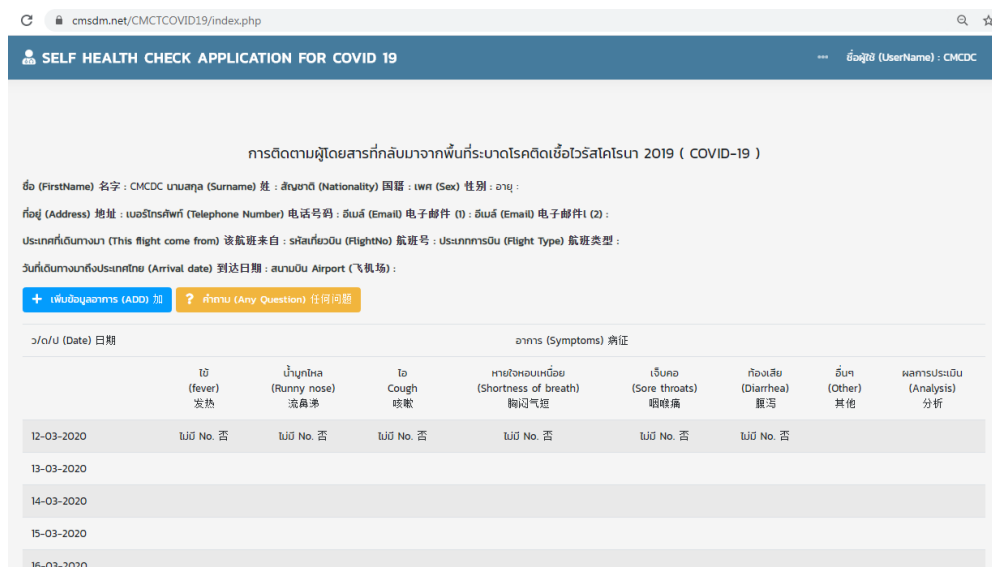 cmsdm.net/CMCTCOVID19/index.php
SELF HEALTH CHECK APPLICATION FOR COVID 19
ชื่อผู้ใช้ (UserName) : CMCDC
การติดตามผู้โดยสารที่กลับมาจากพื้นที่ระบาดโรคติดเชื้อไวรัสโคโรนา 2019 ( COVID-19 )
ชื่อ (FirstName) 名字 : CMCDC นามสกุล (Surname) 姓 : สัญชาติ (Nationality) 国籍 : เพศ (Sex) 性别 : อายุ :
ที่อยู่ (Address) 地址 : เบอร์โทรศัพท์ (Telephone Number) 电话号码 : อีเมล์ (Email) 电子邮件 (1) : อีเมล์ (Email) 电子邮件l (2) :
ประเทศที่เดินทางมา (This flight come from) 该航班来自 : รหัสเที่ยวบิน (FlightNo) 航班号 : ประเภทการบิน (Flight Type) 航班类型 :
วันที่เดินทางมาถึงประเทศไทย (Arrival date) 到达日期 : สนามบิน Airport (飞机场) :
+ เพิ่มข้อมูลอาการ (ADD) 加
? คำถาม (Any Question) 任何问题
ว/ด/ป (Date) 日期
อาการ (Symptoms) 病征
ไข้ (fever) 发热
น้ำมูกไหล (Runny nose) 流鼻涕
ไอ Cough 咳嗽
หายใจหอบเหนื่อย (Shortness of breath) 胸闷气短
เจ็บคอ (Sore throats) 咽喉痛
ท้องเสีย (Diarrhea) 腹泻
อื่นๆ (Other) 其他
ผลการประเมิน (Analysis) 分析
12-03-2020 ไม่มี No. 否 ไม่มี No. 否 ไม่มี No. 否 ไม่มี No. 否 ไม่มี No. 否 ไม่มี No. 否
13-03-2020
14-03-2020
15-03-2020
16-03-2020